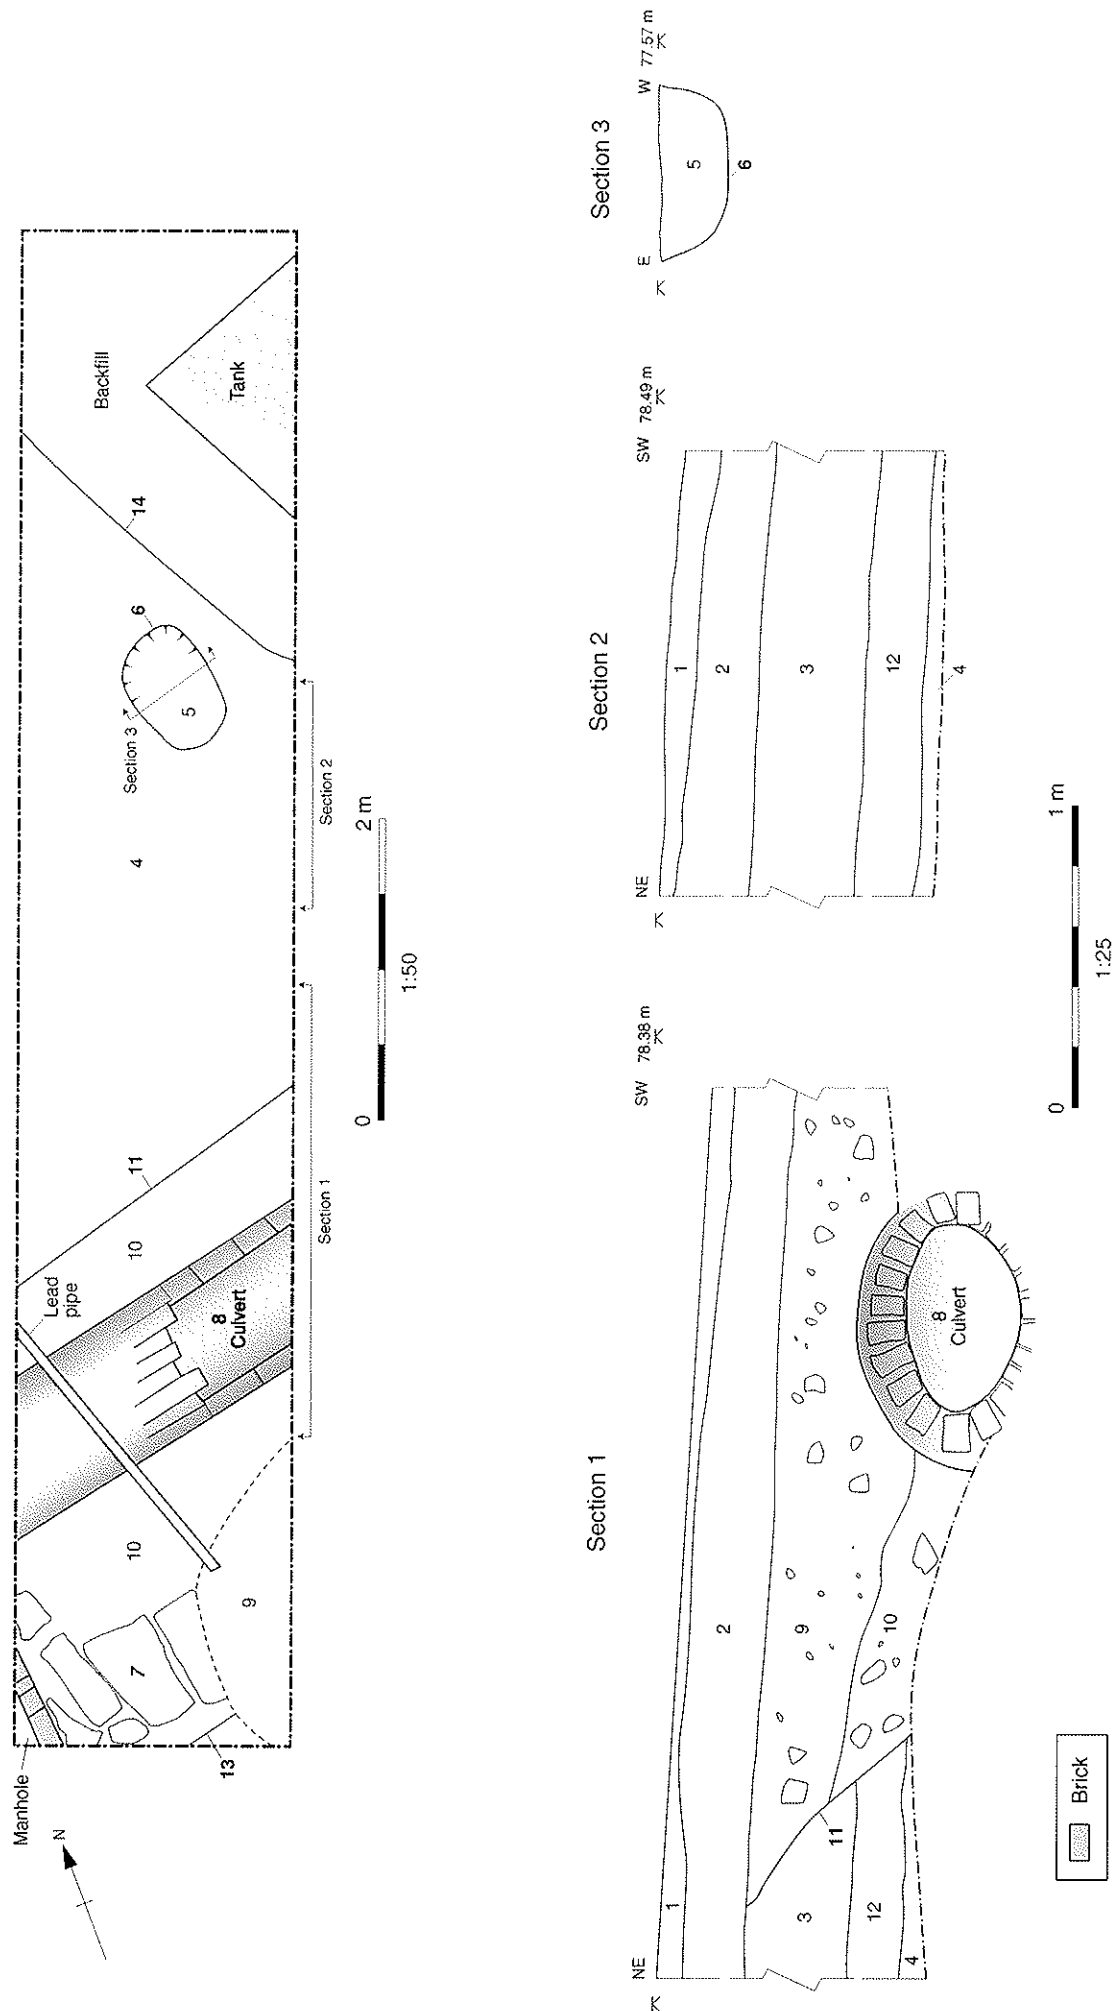 Manhole
N
13
7
9
10
Lead
pipe
10
11
8
Culvert
Section 1
4
Section 3
5
6
Section 2
14
Backfill
Tank
0
2 m
1:50
Section 1
NE
SW 78.38 m
1
2
3
9
10
11
12
4
8
Culvert
Section 2
NE
SW 78.49 m
1
2
3
12
4
Section 3
E
W 77.57 m
5
6
0
1 m
1:25
Brick